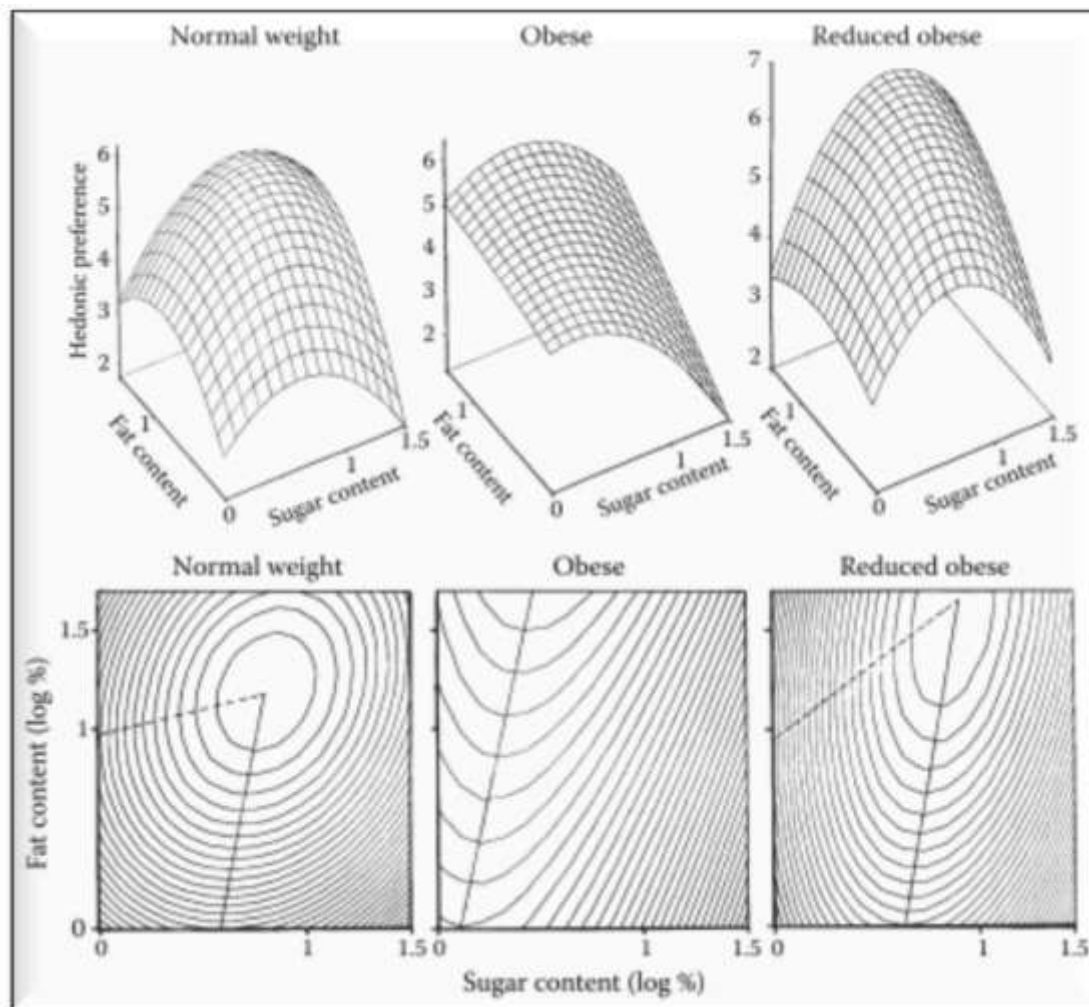 Normal weight
Obese
Reduced obese
Hedonic preference
6
5
4
3
2
1
Fat content
0
Sugar content
1
1.5
6
5
4
3
2
1
Fat content
0
Sugar content
1
1.5
7
6
5
4
3
2
1
Fat content
0
Sugar content
1
1.5
Normal weight
Obese
Reduced obese
Fat content (log %)
1.5
1
0
0
1
1.5
0
1
1.5
0
1
1.5
Sugar content (log %)